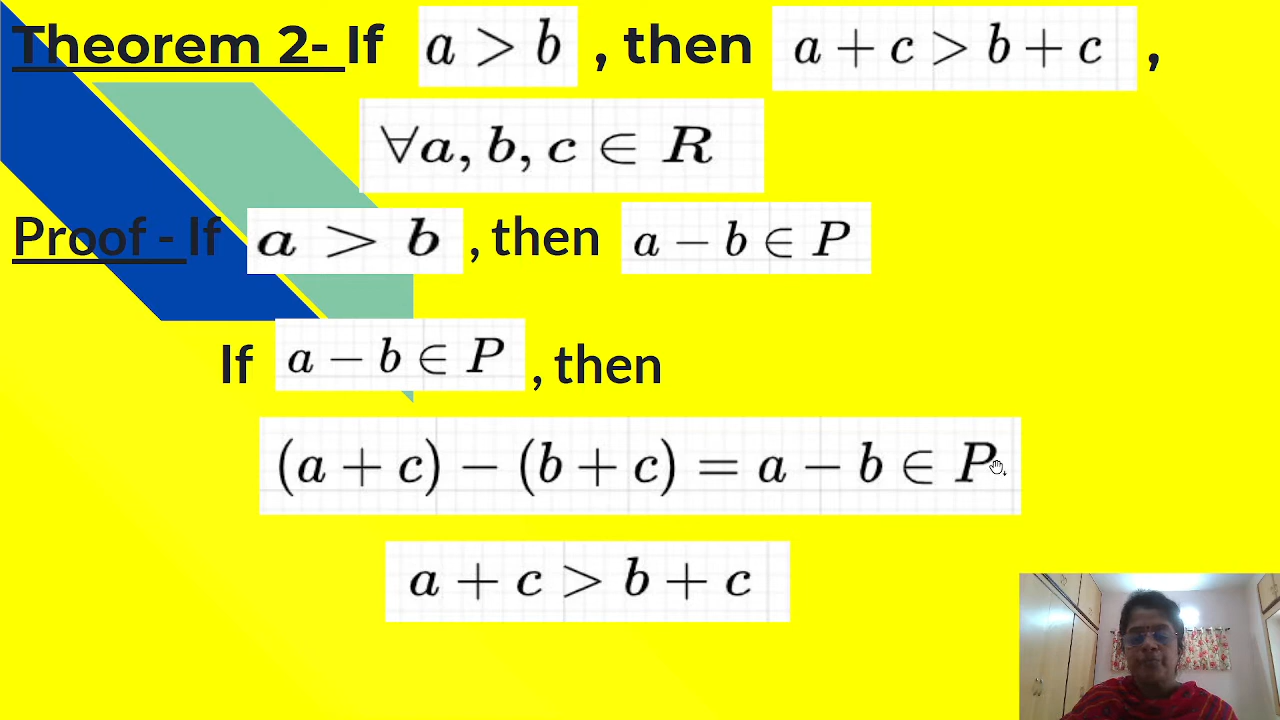 Theorem 2- If a > b , then a + c > b + c ,
∀a, b, c ∈ R
Proof - If a > b , then a − b ∈ P
If a − b ∈ P , then
(a + c) − (b + c) = a − b ∈ P
a + c > b + c